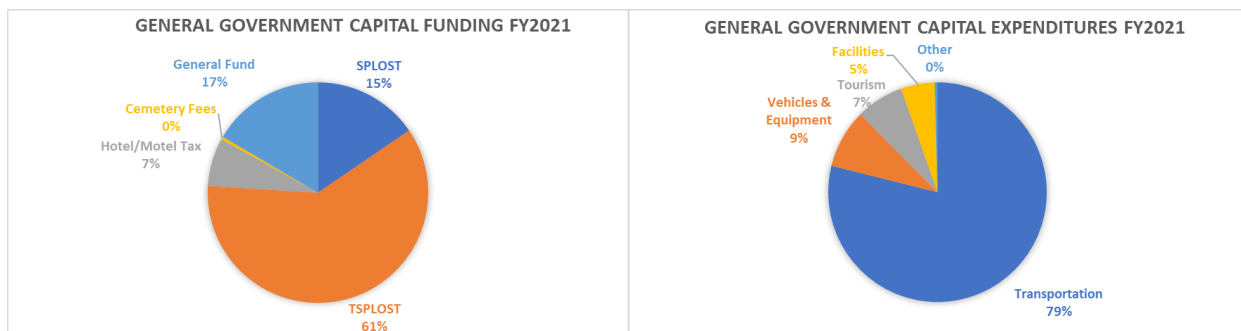 GENERAL GOVERNMENT CAPITAL FUNDING FY2021
General Fund
17%
SPLOST
15%
Cemetery Fees
0%
Hotel/Motel Tax
7%
TSPLOST
61%
GENERAL GOVERNMENT CAPITAL EXPENDITURES FY2021
Other
0%
Facilities
5%
Tourism
7%
Vehicles &
Equipment
9%
Transportation
79%